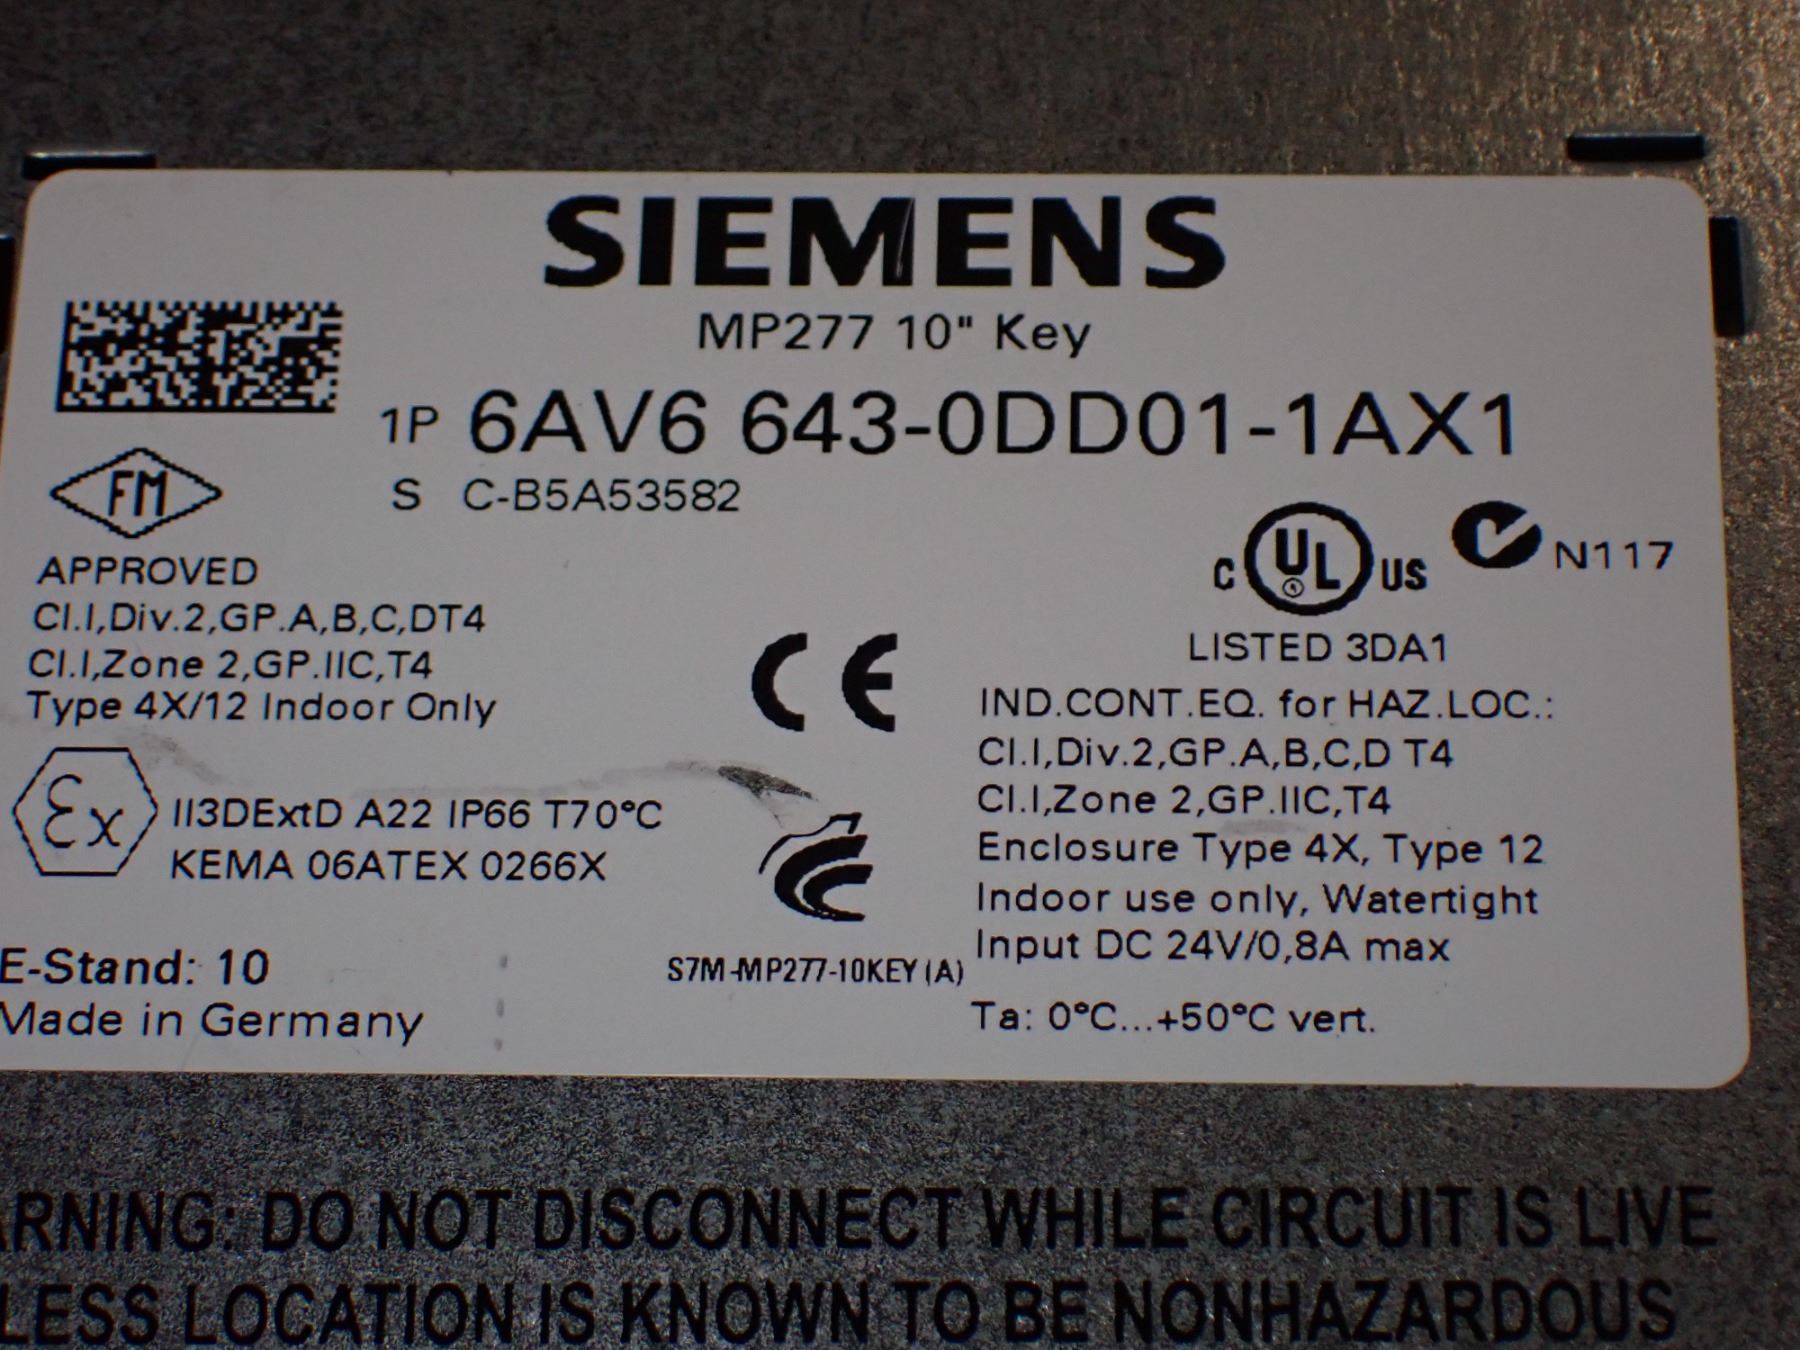 SIEMENS
MP277 10" Key
1P 6AV6 643-0DD01-1AX1
S C-B5A53582
FM
APPROVED
Cl.I,Div.2,GP.A,B,C,DT4
Cl.I,Zone 2,GP.IIC,T4
Type 4X/12 Indoor Only
C UL US
N117
LISTED 3DA1
CE
IND.CONT.EQ. for HAZ.LOC.:
Cl.I,Div.2,GP.A,B,C,D T4
Cl.I,Zone 2,GP.IIC,T4
Enclosure Type 4X, Type 12
Indoor use only, Watertight
Input DC 24V/0,8A max
Ta: 0°C...+50°C vert.
Ex
II3DExtD A22 IP66 T70°C
KEMA 06ATEX 0266X
S7M-MP277-10KEY(A)
E-Stand: 10
Made in Germany
RNING: DO NOT DISCONNECT WHILE CIRCUIT IS LIVE
LESS LOCATION IS KNOWN TO BE NONHAZARDOUS